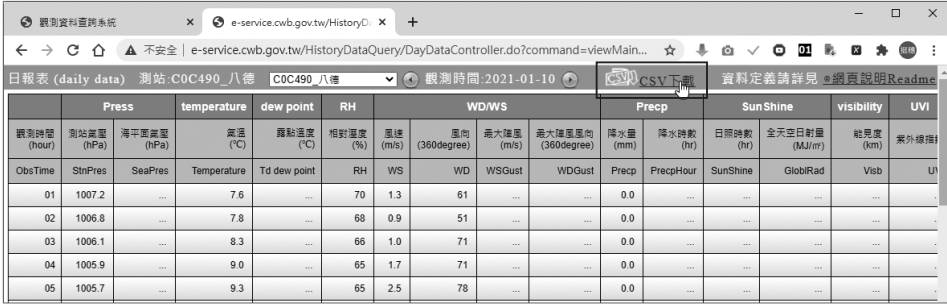 觀測資料查詢系統 × e-service.cwb.gov.tw/HistoryDa × +
不安全 | e-service.cwb.gov.tw/HistoryDataQuery/DayDataController.do?command=viewMain...
日報表 (daily data) 測站:C0C490_八德 C0C490_八德 觀測時間:2021-01-10 CSV下載 資料定義請詳見 ⊙網頁說明Readme
Press temperature dew point RH WD/WS Precp SunShine visibility UVI
觀測時間 測站氣壓 海平面氣壓 氣溫 露點溫度 相對溼度 風速 風向 最大陣風 最大陣風風向 降水量 降水時數 日照時數 全天空日射量 能見度 紫外線指
(hour) (hPa) (hPa) (℃) (℃) (%) (m/s) (360degree) (m/s) (360degree) (mm) (hr) (hr) (MJ/㎡) (km)
ObsTime StnPres SeaPres Temperature Td dew point RH WS WD WSGust WDGust Precp PrecpHour SunShine GloblRad Visb UV
01 1007.2 ... 7.6 ... 70 1.3 61 ... ... 0.0 ... ... ... ...
02 1006.8 ... 7.8 ... 68 0.9 51 ... ... 0.0 ... ... ... ...
03 1006.1 ... 8.3 ... 66 1.0 71 ... ... 0.0 ... ... ... ...
04 1005.9 ... 9.0 ... 65 1.7 71 ... ... 0.0 ... ... ... ...
05 1005.7 ... 9.3 ... 65 2.5 78 ... ... 0.0 ... ... ... ...